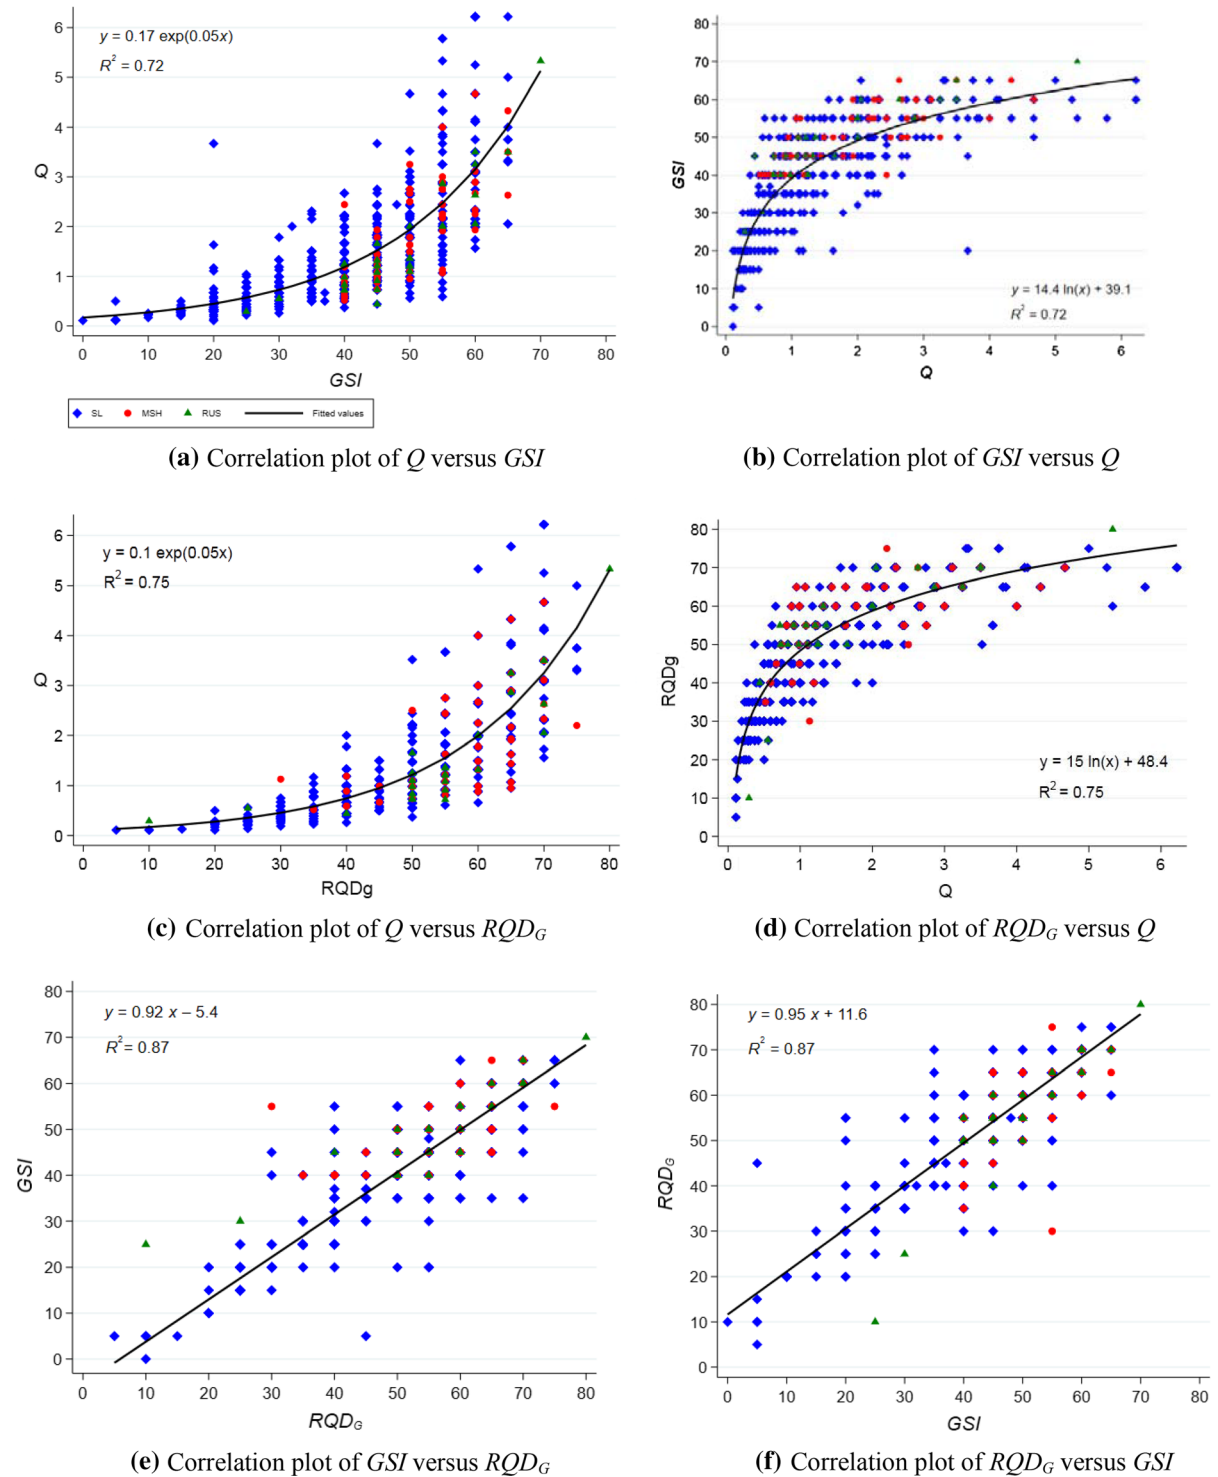 y = 0.17 exp(0.05x)
R² = 0.72
Q
6
5
4
3
2
1
0
0 10 20 30 40 50 60 70 80
GSI
SL MSH RUS Fitted values
(a) Correlation plot of Q versus GSI
80
70
60
50
40
30
20
10
0
GSI
y = 14.4 ln(x) + 39.1
R² = 0.72
0 1 2 3 4 5 6
Q
(b) Correlation plot of GSI versus Q
y = 0.1 exp(0.05x)
R² = 0.75
Q
6
5
4
3
2
1
0
0 10 20 30 40 50 60 70 80
RQDg
(c) Correlation plot of Q versus RQDG
80
70
60
50
40
30
20
10
0
RQDg
y = 15 ln(x) + 48.4
R² = 0.75
0 1 2 3 4 5 6
Q
(d) Correlation plot of RQDG versus Q
y = 0.92 x – 5.4
R² = 0.87
GSI
80
70
60
50
40
30
20
10
0
0 10 20 30 40 50 60 70 80
RQDG
(e) Correlation plot of GSI versus RQDG
y = 0.95 x + 11.6
R² = 0.87
RQDG
80
70
60
50
40
30
20
10
0
0 10 20 30 40 50 60 70 80
GSI
(f) Correlation plot of RQDG versus GSI